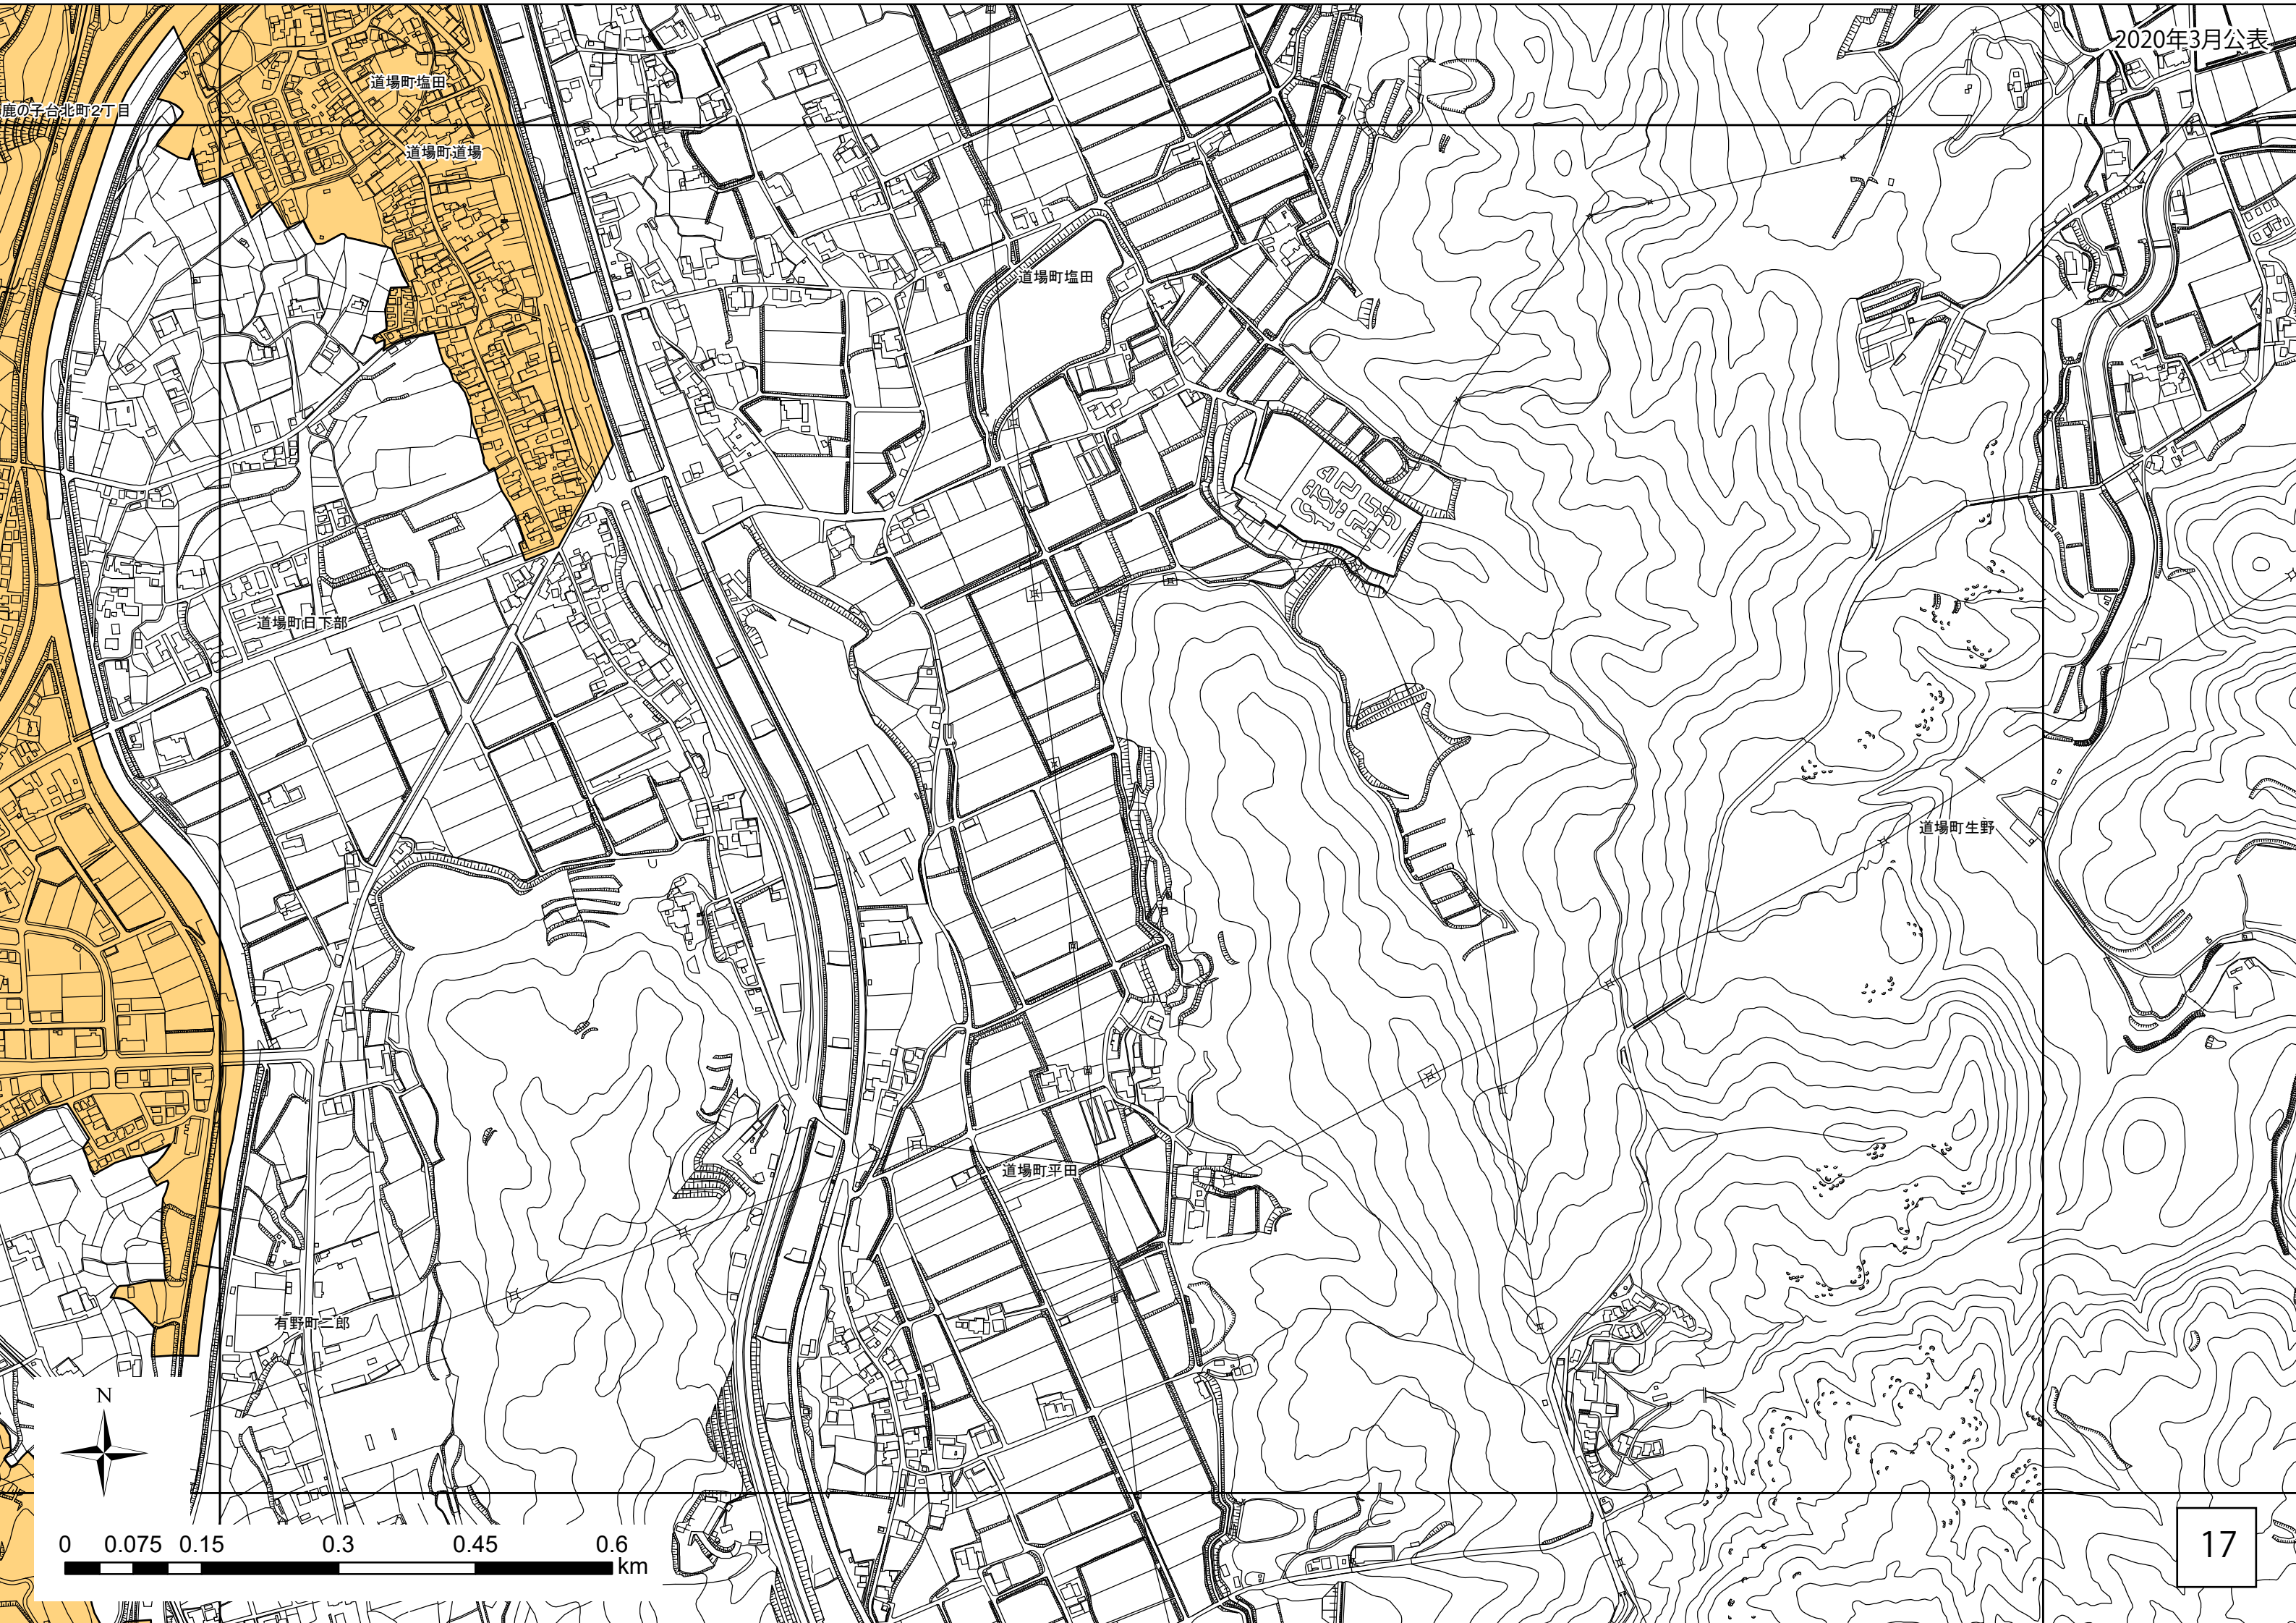 2020年3月公表
道場町塩田
鹿の子台北町2丁目
道場町道場
道場町塩田
道場町日下部
道場町生野
道場町平田
有野町二郎
N
0 0.075 0.15 0.3 0.45 0.6
km
17